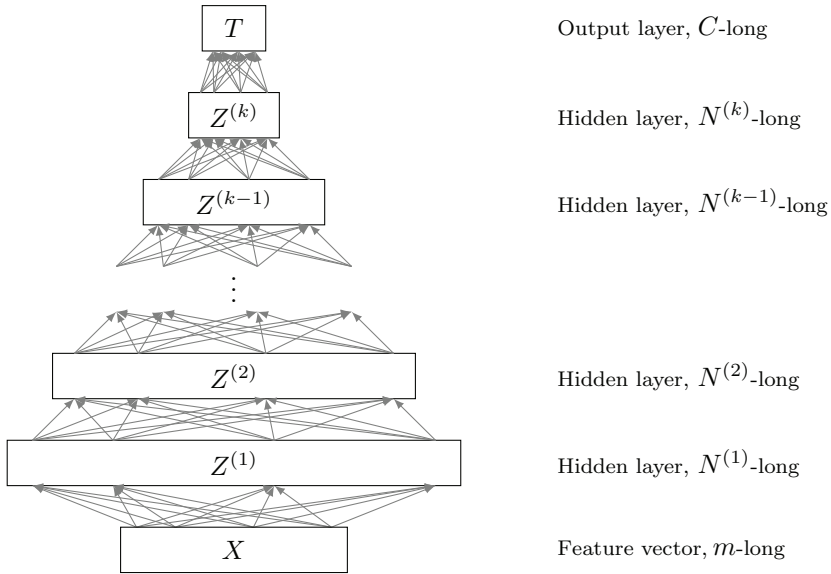 T Output layer, C-long
Z^(k) Hidden layer, N^(k)-long
Z^(k−1) Hidden layer, N^(k−1)-long
⋮
Z^(2) Hidden layer, N^(2)-long
Z^(1) Hidden layer, N^(1)-long
X Feature vector, m-long